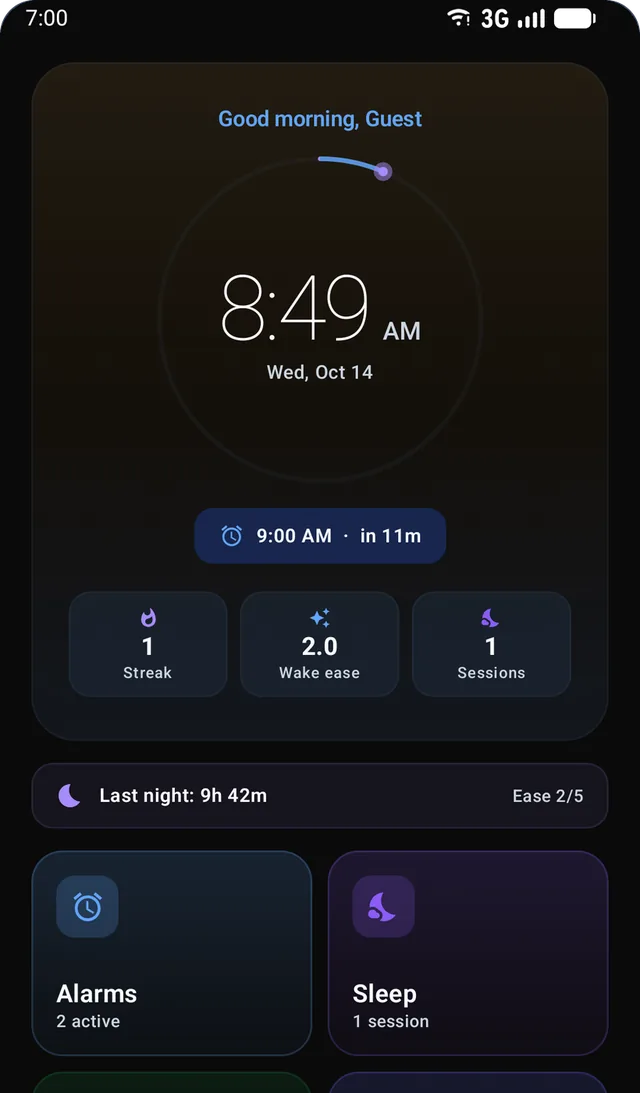 7:00
3G
Good morning, Guest
8:49 AM
Wed, Oct 14
9:00 AM · in 11m
1
Streak
2.0
Wake ease
1
Sessions
Last night: 9h 42m
Ease 2/5
Alarms
2 active
Sleep
1 session